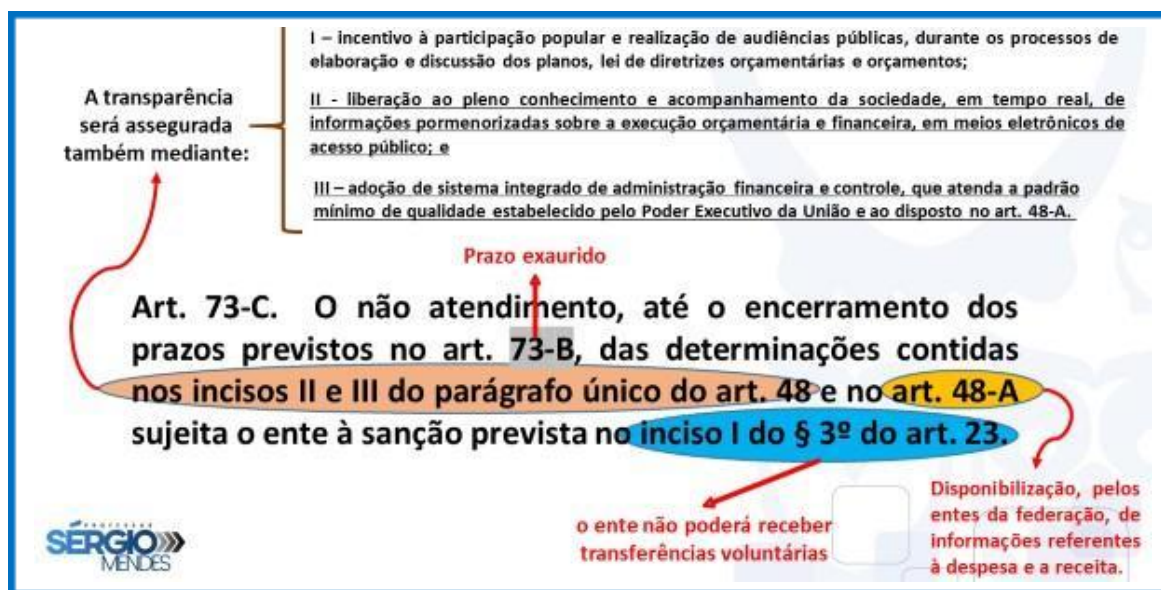 I – incentivo à participação popular e realização de audiências públicas, durante os processos de
elaboração e discussão dos planos, lei de diretrizes orçamentárias e orçamentos;
A transparência
será assegurada
também mediante:
II - liberação ao pleno conhecimento e acompanhamento da sociedade, em tempo real, de
informações pormenorizadas sobre a execução orçamentária e financeira, em meios eletrônicos de
acesso público; e
III – adoção de sistema integrado de administração financeira e controle, que atenda a padrão
mínimo de qualidade estabelecido pelo Poder Executivo da União e ao disposto no art. 48-A.
Prazo exaurido
Art. 73-C. O não atendimento, até o encerramento dos
prazos previstos no art. 73-B, das determinações contidas
nos incisos II e III do parágrafo único do art. 48 e no art. 48-A
sujeita o ente à sanção prevista no inciso I do § 3º do art. 23.
o ente não poderá receber
transferências voluntárias
Disponibilização, pelos
entes da federação, de
informações referentes
à despesa e a receita.
PROFESSOR
SÉRGIO
MENDES